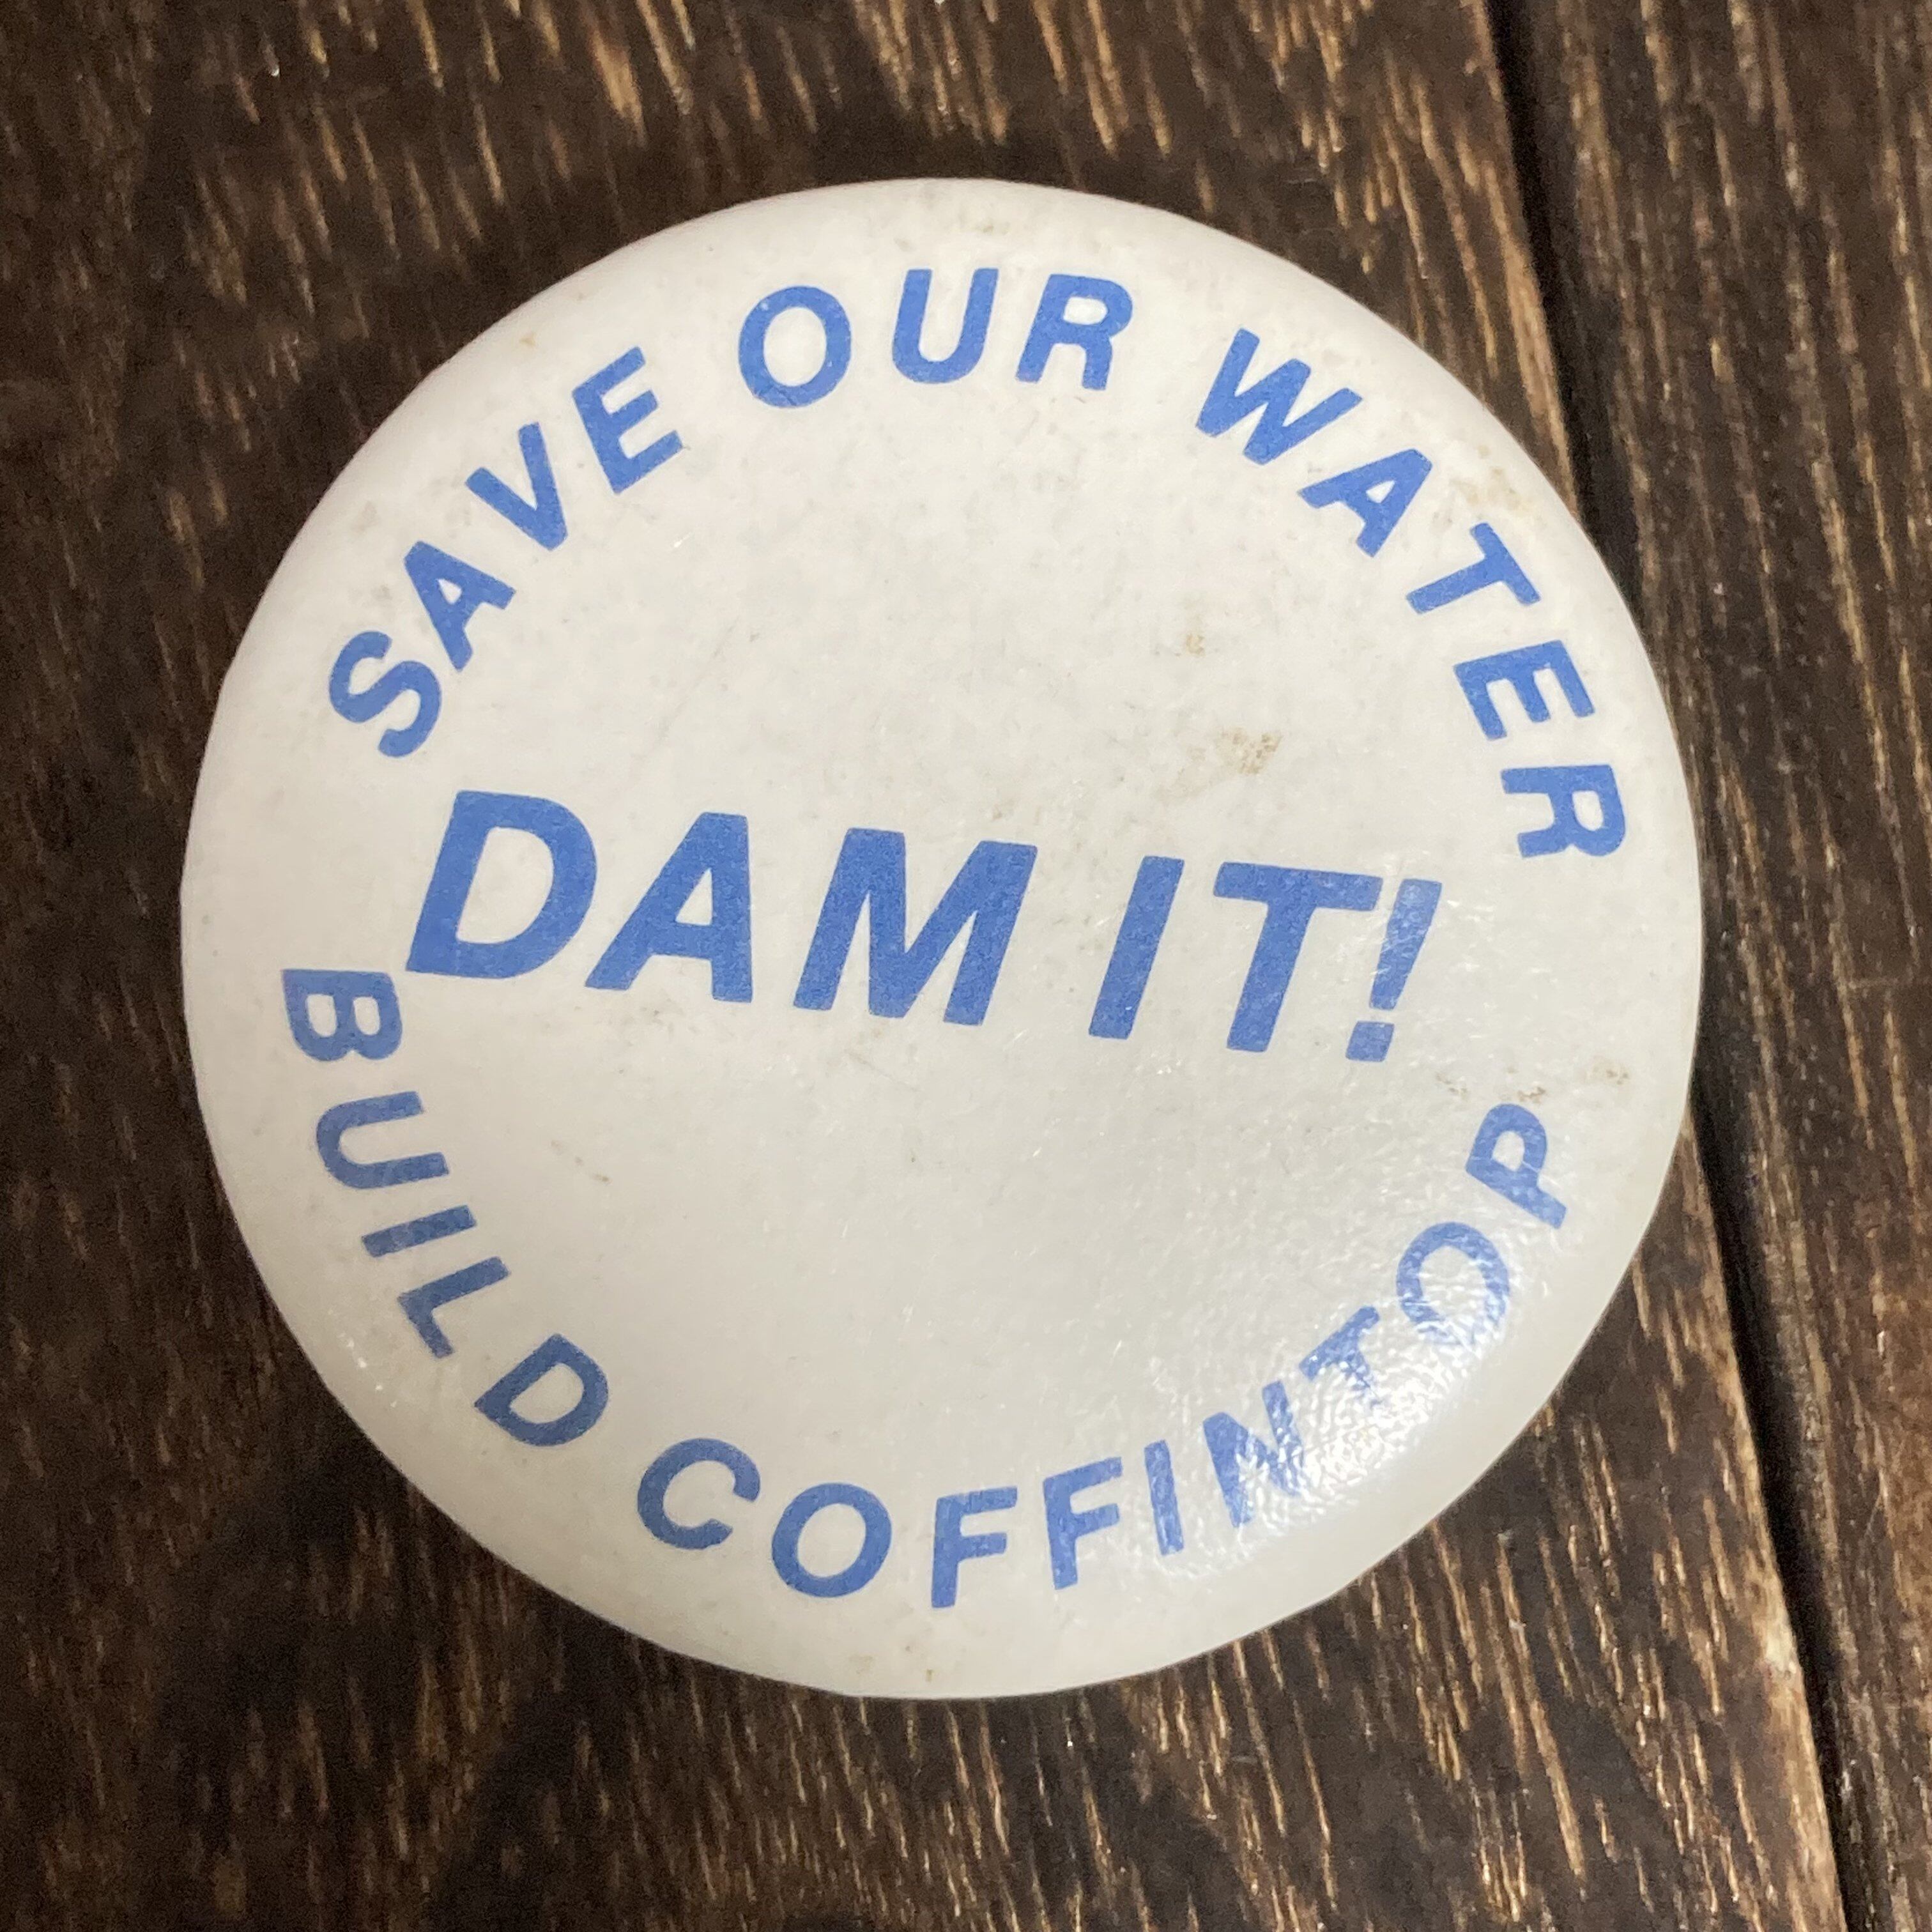 SAVE OUR WATER
DAM IT!
BUILD COFFINTOP